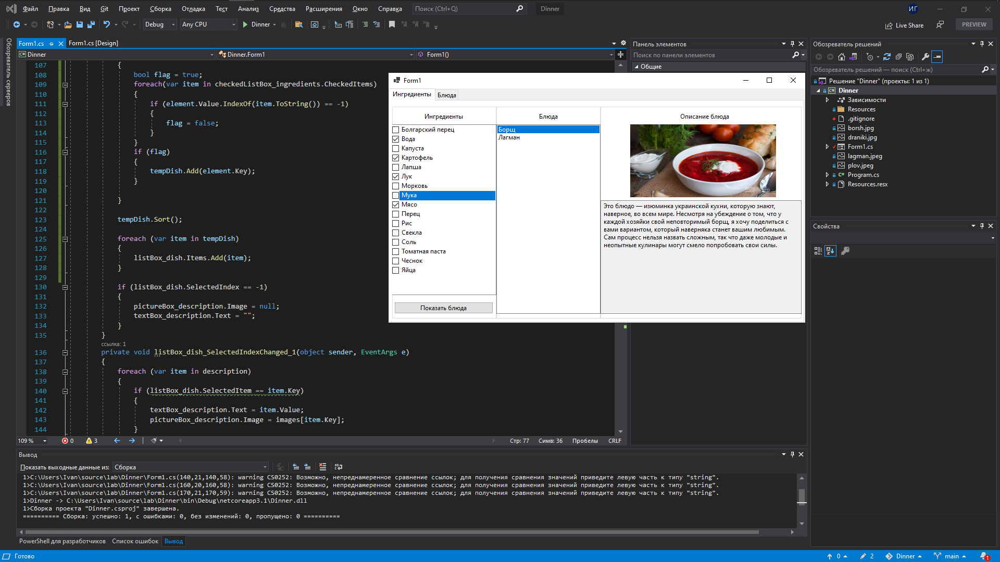 Файл Правка Вид Git Проект Сборка Отладка Тест Анализ Средства Расширения Окно Справка Поиск (Ctrl+Q) Dinner ИГ
Debug Any CPU Dinner Live Share PREVIEW
Обозреватель серверов
Form1.cs Form1.cs [Design]
Dinner Dinner.Form1 Form1()
107 {
108 bool flag = true;
109 foreach(var item in checkedListBox_ingredients.CheckedItems)
110 {
111 if (element.Value.IndexOf(item.ToString()) == -1)
112 {
113 flag = false;
114 }
115 }
116 if (flag)
117 {
118 tempDish.Add(element.Key);
119 }
120
121 }
122
123 tempDish.Sort();
124
125 foreach (var item in tempDish)
126 {
127 listBox_dish.Items.Add(item);
128 }
129
130 if (listBox_dish.SelectedIndex == -1)
131 {
132 pictureBox_description.Image = null;
133 textBox_description.Text = "";
134 }
135 }
ссылка: 1
136 private void listBox_dish_SelectedIndexChanged_1(object sender, EventArgs e)
137 {
138 foreach (var item in description)
139 {
140 if (listBox_dish.SelectedItem == item.Key)
141 {
142 textBox_description.Text = item.Value;
143 pictureBox_description.Image = images[item.Key];
144 }
109 % 0 3 Стр: 77 Симв: 36 Пробелы CRLF
Панель элементов
Поиск по панели элементов
Общие
Form1
Ингредиенты Блюда
Ингредиенты
Болгарский перец
Вода
Капуста
Картофель
Лапша
Лук
Морковь
Мука
Мясо
Перец
Рис
Свекла
Соль
Томатная паста
Чеснок
Яйца
Показать блюда
Блюда
Борщ
Лагман
Описание блюда
Это блюдо — изюминка украинской кухни, которую знают,
наверное, во всем мире. Несмотря на убеждение о том, что у
каждой хозяйки свой неповторимый борщ, я хочу поделиться с
вами вариантом, который наверняка станет вашим любимым.
Сам процесс нельзя назвать сложным, так что даже молодые и
неопытные кулинары могут смело попробовать свои силы.
Обозреватель решений
Обозреватель решений — поиск (Ctrl+ж)
Решение "Dinner" (проекты: 1 из 1)
Dinner
Зависимости
Resources
.gitignore
borsh.jpg
draniki.jpg
Form1.cs
lagman.jpeg
plov.jpeg
Program.cs
Resources.resx
Свойства
Вывод
Показать выходные данные из: Сборка
1>C:\Users\Ivan\source\lab\Dinner\Form1.cs(140,21,140,58): warning CS0252: Возможно, непреднамеренное сравнение ссылок; для получения сравнения значений приведите левую часть к типу "string".
1>C:\Users\Ivan\source\lab\Dinner\Form1.cs(160,20,160,58): warning CS0252: Возможно, непреднамеренное сравнение ссылок; для получения сравнения значений приведите левую часть к типу "string".
1>C:\Users\Ivan\source\lab\Dinner\Form1.cs(170,21,170,59): warning CS0252: Возможно, непреднамеренное сравнение ссылок; для получения сравнения значений приведите левую часть к типу "string".
1>Dinner -> C:\Users\Ivan\source\lab\Dinner\bin\Debug\netcoreapp3.1\Dinner.dll
1>Сборка проекта "Dinner.csproj" завершена.
========== Сборка: успешно: 1, с ошибками: 0, без изменений: 0, пропущено: 0 ==========
PowerShell для разработчиков Список ошибок Вывод
Готово 0 2 Dinner main 1